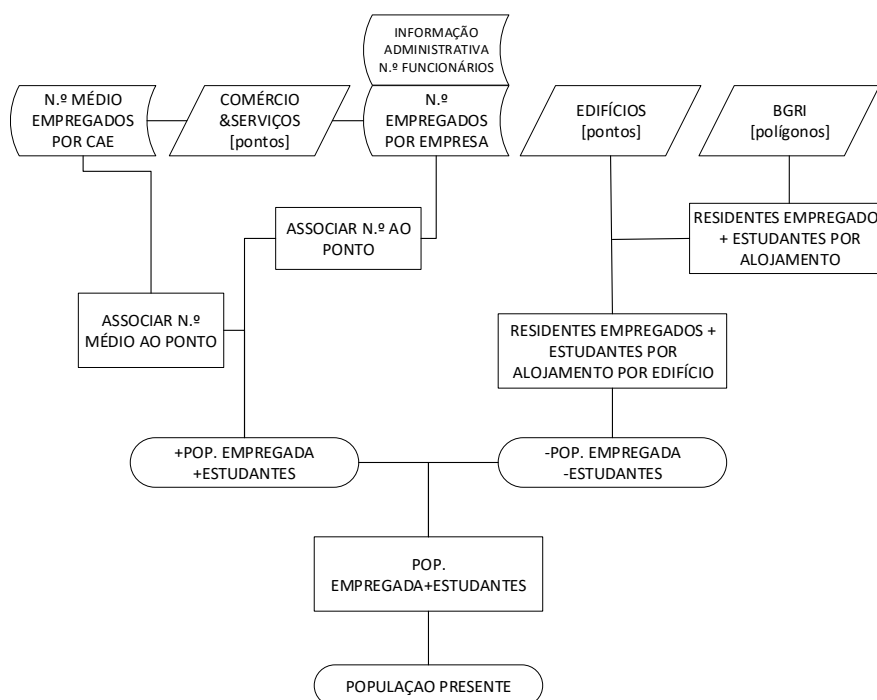 INFORMAÇÃO
ADMINISTRATIVA
N.º FUNCIONÁRIOS
N.º MÉDIO
EMPREGADOS
POR CAE
COMÉRCIO
&SERVIÇOS
[pontos]
N.º
EMPREGADOS
POR EMPRESA
EDIFÍCIOS
[pontos]
BGRI
[polígonos]
ASSOCIAR N.º AO
PONTO
RESIDENTES EMPREGADO
+ ESTUDANTES POR
ALOJAMENTO
ASSOCIAR N.º
MÉDIO AO PONTO
RESIDENTES EMPREGADOS +
ESTUDANTES POR
ALOJAMENTO POR EDIFÍCIO
+POP. EMPREGADA
+ESTUDANTES
-POP. EMPREGADA
-ESTUDANTES
POP.
EMPREGADA+ESTUDANTES
POPULAÇAO PRESENTE